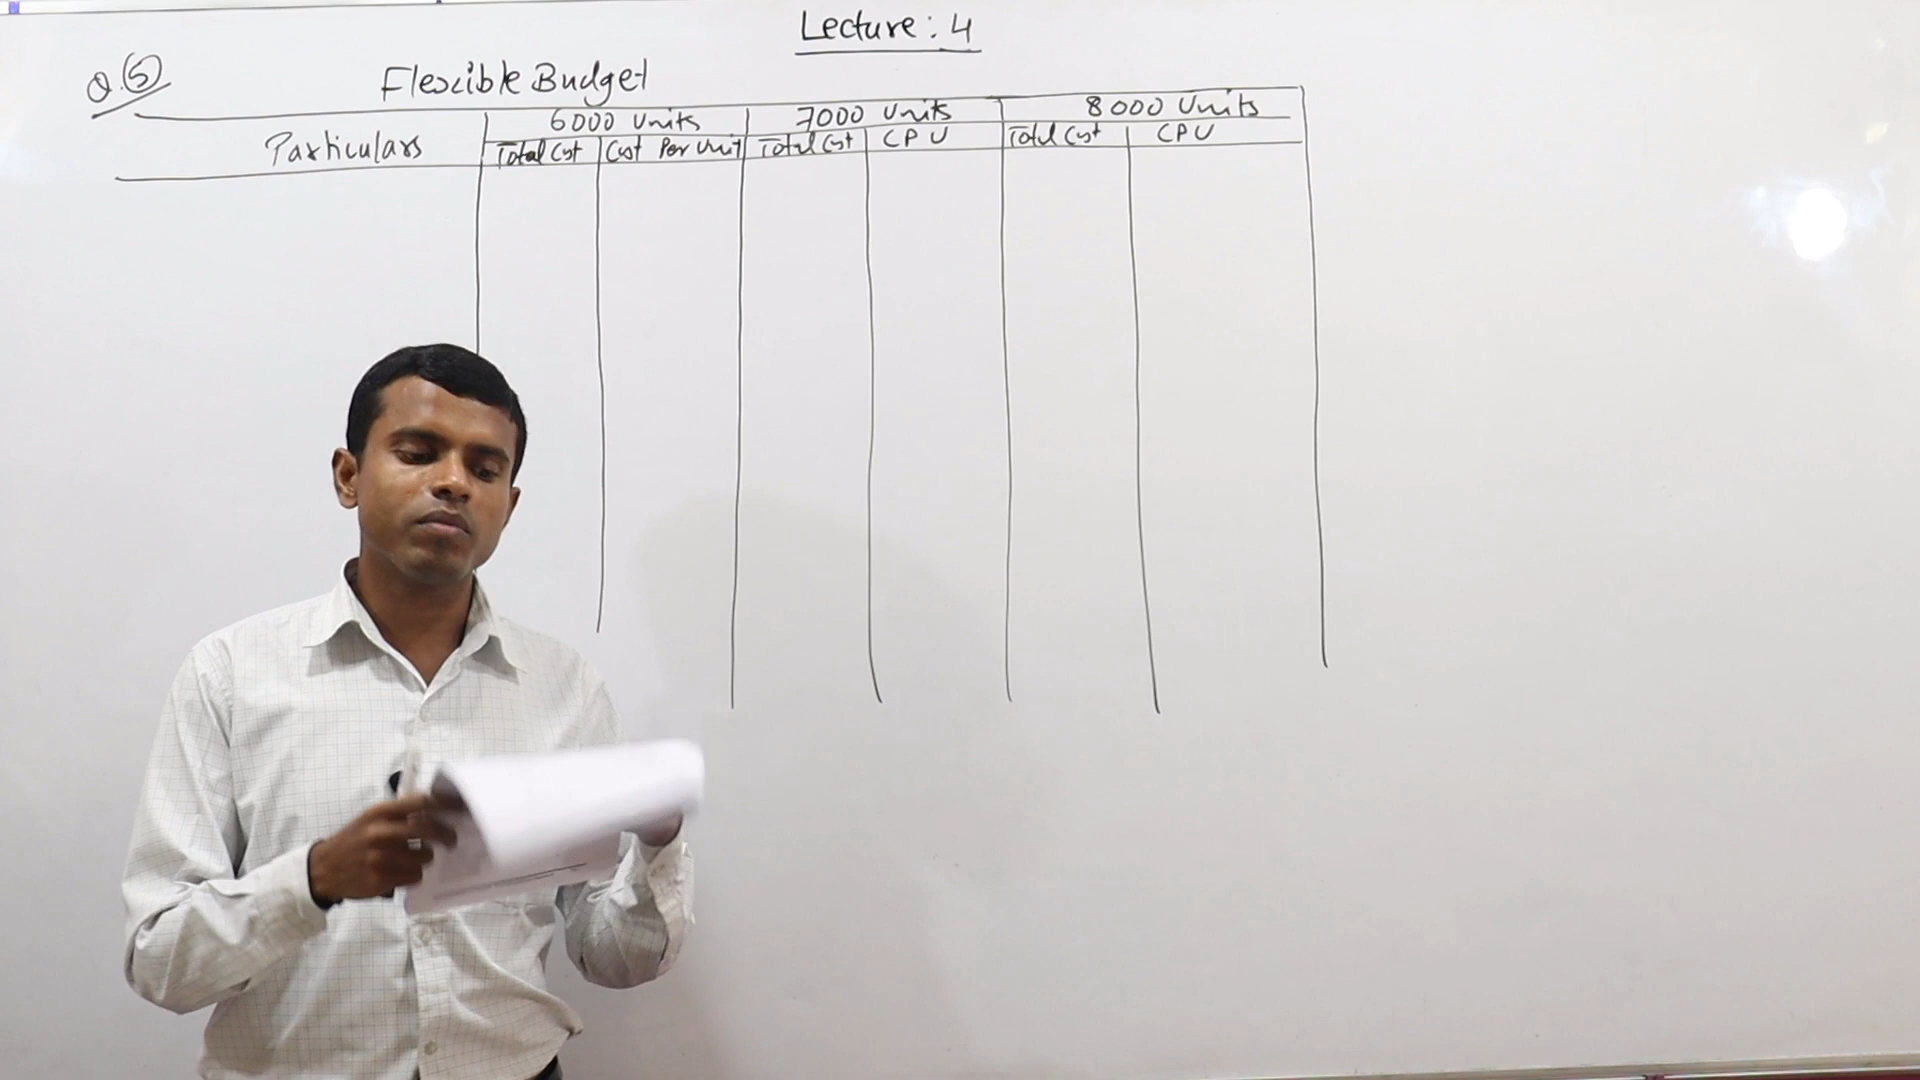 Lecture: 4
Q.(5)
Flexible Budget
Particulars 6000 Units 7000 Units 8000 Units
Total Cost Cost Per Unit Total Cost CPU Total Cost CPU